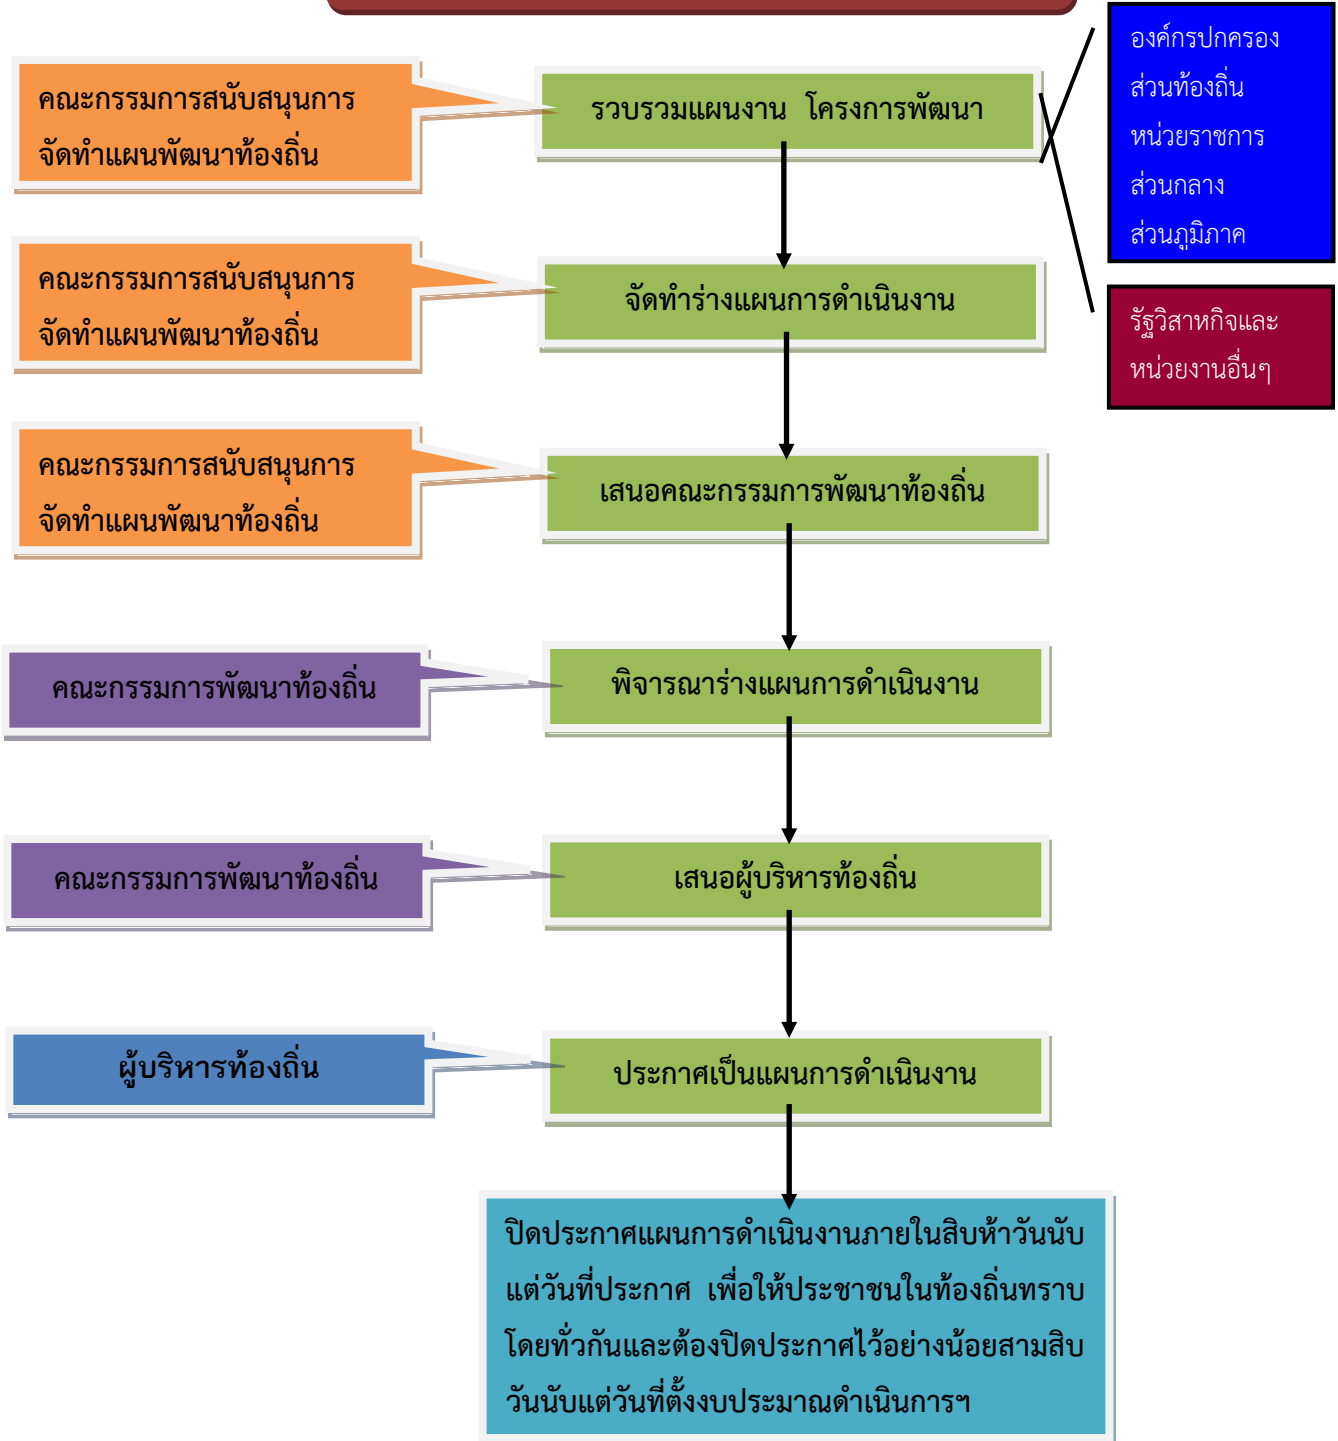 องค์กรปกครอง
ส่วนท้องถิ่น
หน่วยราชการ
ส่วนกลาง
ส่วนภูมิภาค
คณะกรรมการสนับสนุนการ
จัดทำแผนพัฒนาท้องถิ่น
รวบรวมแผนงาน โครงการพัฒนา
คณะกรรมการสนับสนุนการ
จัดทำแผนพัฒนาท้องถิ่น
จัดทำร่างแผนการดำเนินงาน
รัฐวิสาหกิจและ
หน่วยงานอื่นๆ
คณะกรรมการสนับสนุนการ
จัดทำแผนพัฒนาท้องถิ่น
เสนอคณะกรรมการพัฒนาท้องถิ่น
คณะกรรมการพัฒนาท้องถิ่น
พิจารณาร่างแผนการดำเนินงาน
คณะกรรมการพัฒนาท้องถิ่น
เสนอผู้บริหารท้องถิ่น
ผู้บริหารท้องถิ่น
ประกาศเป็นแผนการดำเนินงาน
ปิดประกาศแผนการดำเนินงานภายในสิบห้าวันนับ
แต่วันที่ประกาศ เพื่อให้ประชาชนในท้องถิ่นทราบ
โดยทั่วกันและต้องปิดประกาศไว้อย่างน้อยสามสิบ
วันนับแต่วันที่ตั้งงบประมาณดำเนินการฯ